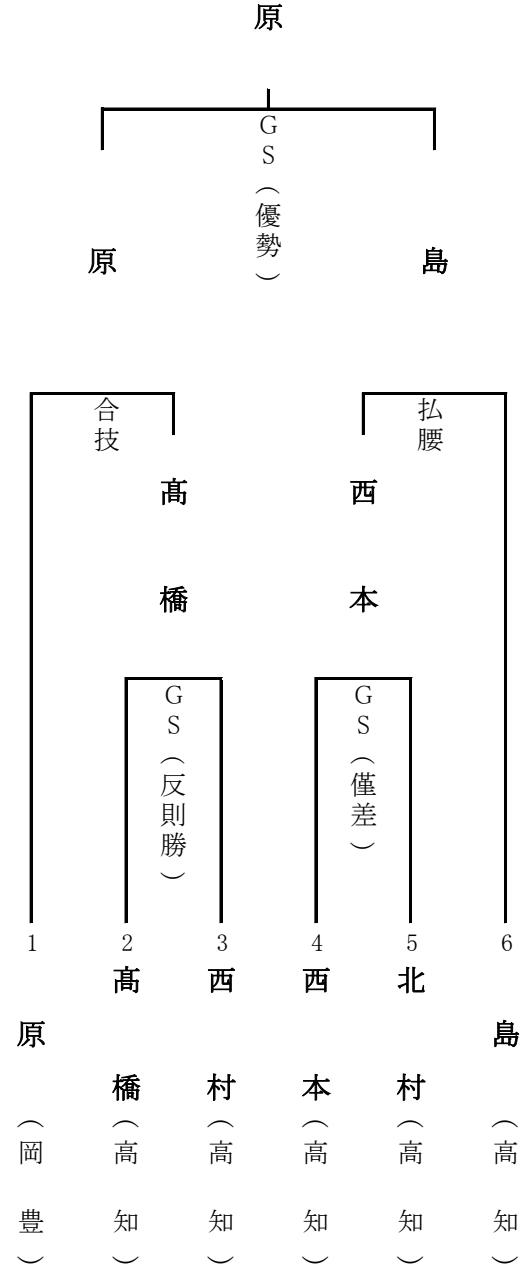 原
GS（優勢）
原
島
合技
払腰
髙橋
西本
GS（反則勝）
GS（僅差）
1
2
3
4
5
6
原（岡豊）
髙橋（高知）
西村（高知）
西本（高知）
北村（高知）
島（高知）